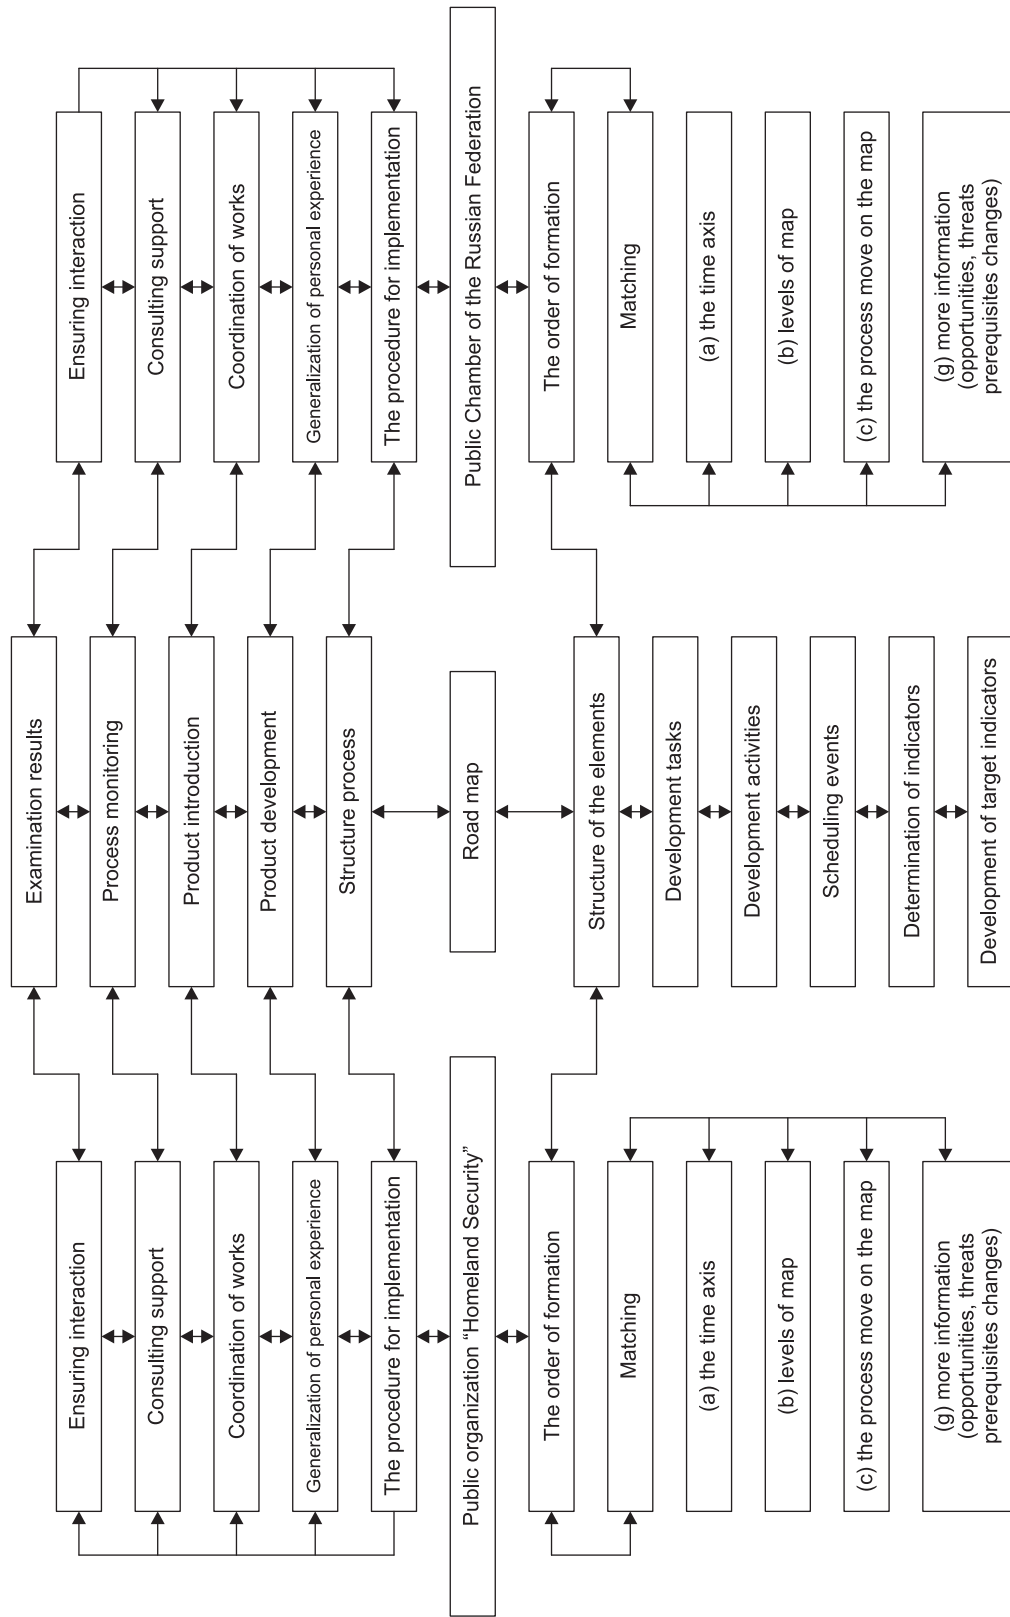 Ensuring interaction
Consulting support
Coordination of works
Generalization of personal experience
The procedure for implementation
Public organization “Homeland Security”
The order of formation
Matching
(a) the time axis
(b) levels of map
(c) the process move on the map
(g) more information
(opportunities, threats
prerequisites changes)
Examination results
Process monitoring
Product introduction
Product development
Structure process
Road map
Structure of the elements
Development tasks
Development activities
Scheduling events
Determination of indicators
Development of target indicators
Ensuring interaction
Consulting support
Coordination of works
Generalization of personal experience
The procedure for implementation
Public Chamber of the Russian Federation
The order of formation
Matching
(a) the time axis
(b) levels of map
(c) the process move on the map
(g) more information
(opportunities, threats
prerequisites changes)